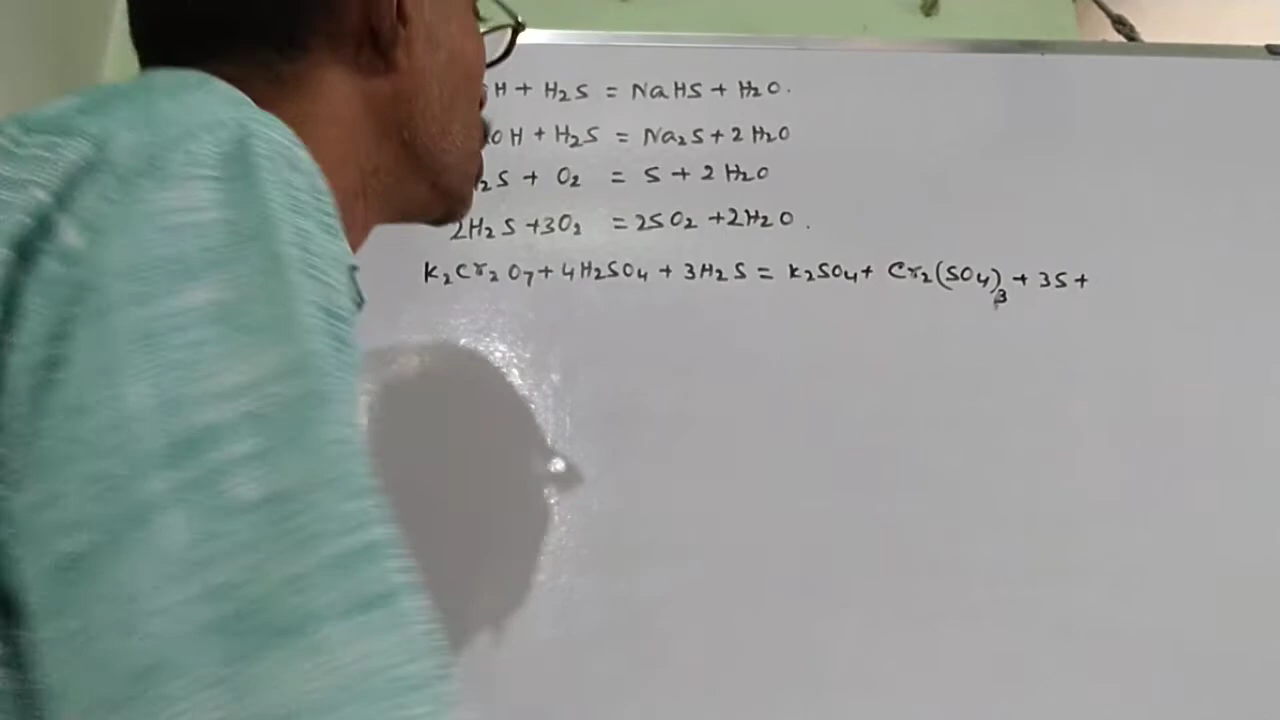 H + H2S = NaHS + H2O.
OH + H2S = Na2S + 2H2O
2S + O2 = S + 2H2O
2H2S + 3O2 = 2SO2 + 2H2O.
K2Cr2O7 + 4H2SO4 + 3H2S = K2SO4 + Cr2(SO4)3 + 3S +